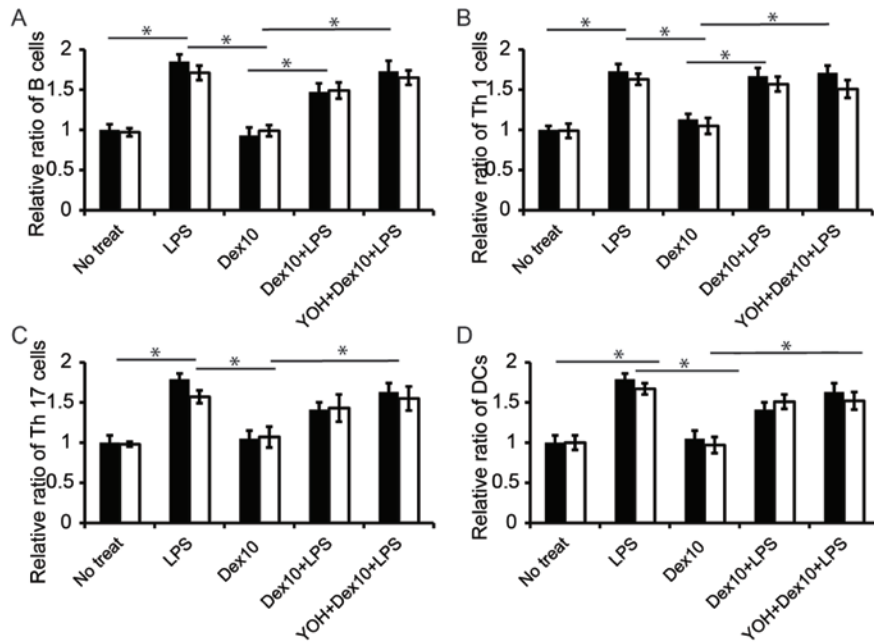 A
Relative ratio of B cells
2
1.5
1
0.5
0
* * * *
No treat
LPS
Dex10
Dex10+LPS
YOH+Dex10+LPS
B
Relative ratio of Th 1 cells
2
1.5
1
0.5
0
* * * *
No treat
LPS
Dex10
Dex10+LPS
YOH+Dex10+LPS
C
Relative ratio of Th 17 cells
2
1.5
1
0.5
0
* * *
No treat
LPS
Dex10
Dex10+LPS
YOH+Dex10+LPS
D
Relative ratio of DCs
2
1.5
1
0.5
0
* * *
No treat
LPS
Dex10
Dex10+LPS
YOH+Dex10+LPS